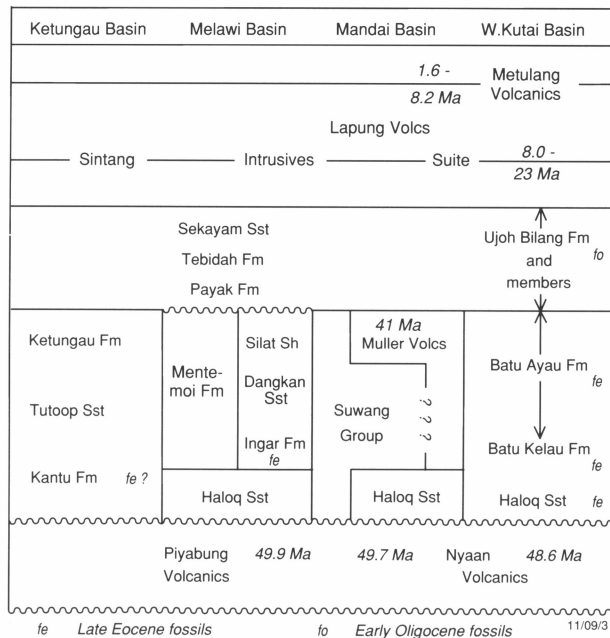 Ketungau Basin Melawi Basin Mandai Basin W.Kutai Basin
1.6 -
8.2 Ma
Metulang
Volcanics
Lapung Volcs
Sintang Intrusives Suite
8.0 -
23 Ma
Sekayam Sst
Tebidah Fm
Payak Fm
Ujoh Bilang Fm
and
members
fo
Ketungau Fm
Tutoop Sst
Kantu Fm fe ?
Mente-
moi Fm
Silat Sh
Dangkan
Sst
Ingar Fm
fe
Haloq Sst
41 Ma
Muller Volcs
Suwang
Group
?
?
?
Haloq Sst
Batu Ayau Fm
fe
Batu Kelau Fm
fe
Haloq Sst fe
Piyabung
Volcanics
49.9 Ma
49.7 Ma
Nyaan
Volcanics
48.6 Ma
fe Late Eocene fossils fo Early Oligocene fossils
11/09/3